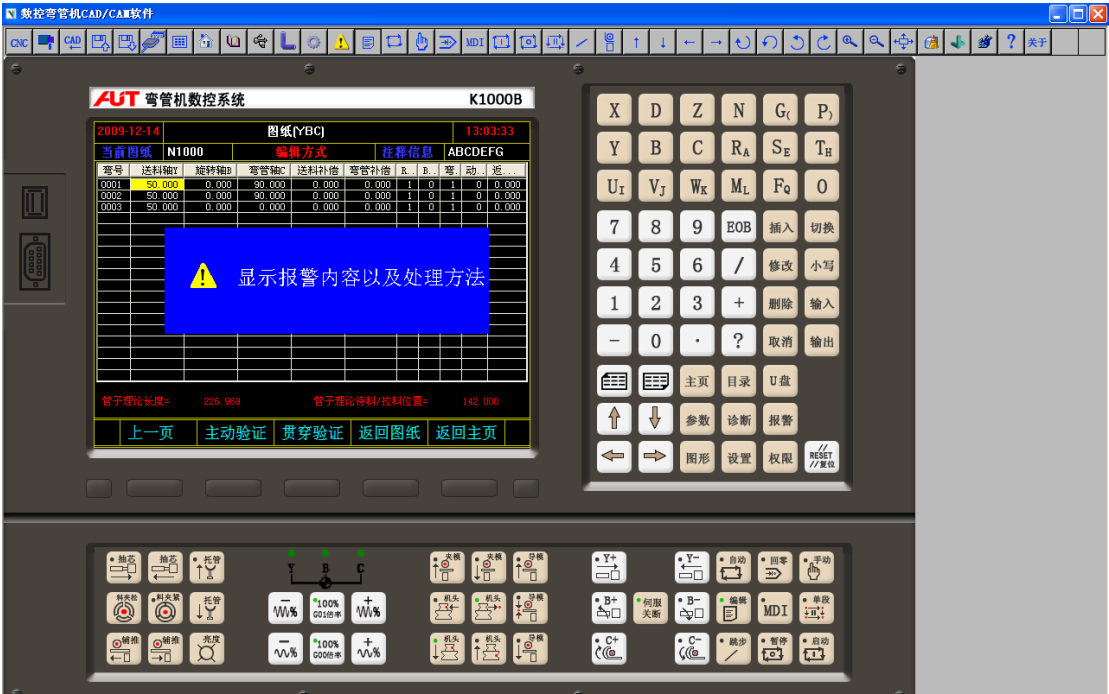 数控弯管机CAD/CAM软件
CNC CAD MDI ? 关于
AUT 弯管机数控系统 K1000B
2009-12-14 图纸(YBC) 13:03:33
当前图纸 N1000 编辑方式 注释信息 ABCDEFG
弯号 送料轴Y 旋转轴B 弯管轴C 送料补偿 弯管补偿 R.. B.. 弯. 动.. 返...
0001 50.000 0.000 90.000 0.000 0.000 1 0 1 0 0.000
0002 50.000 0.000 90.000 0.000 0.000 1 0 1 0 0.000
0003 50.000 0.000 0.000 0.000 0.000 1 0 1 0 0.000
显示报警内容以及处理方法
管子理论长度= 226.989 管子理论待料/拉料位置= 142.000
上一页 主动验证 贯穿验证 返回图纸 返回主页
X D Z N G( P)
Y B C RA SE TH
UI VJ WK ML FQ O
7 8 9 EOB 插入 切换
4 5 6 / 修改 小写
1 2 3 + 删除 输入
- 0 · ? 取消 输出
主页 目录 U盘
参数 诊断 报警
图形 设置 权限 //RESET //复位
抽芯 抽芯 托管
料夹松 料夹紧 托管
辅推 辅推 亮度
Y B C
-% 100% G01倍率 +%
-% 100% G00倍率 +%
夹模 夹模 导模
机头 机头 导模
机头 机头 导模
Y+ Y- 自动 回零 手动
B+ 伺服关断 B- 编辑 MDI 单段
C+ C- 跳步 暂停 启动